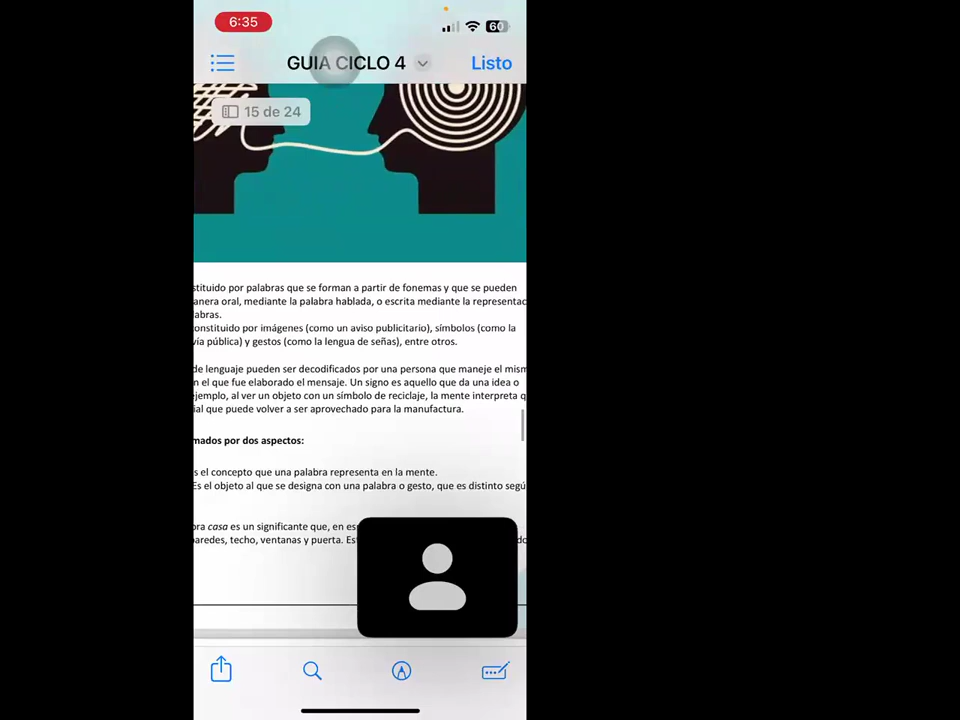 6:35
60
GUIA CICLO 4
Listo
15 de 24
stituido por palabras que se forman a partir de fonemas y que se pueden
anera oral, mediante la palabra hablada, o escrita mediante la representac
labras.
onstituido por imágenes (como un aviso publicitario), símbolos (como la
vía pública) y gestos (como la lengua de señas), entre otros.
de lenguaje pueden ser decodificados por una persona que maneje el mism
n el que fue elaborado el mensaje. Un signo es aquello que da una idea o
ejemplo, al ver un objeto con un símbolo de reciclaje, la mente interpreta q
ial que puede volver a ser aprovechado para la manufactura.
mados por dos aspectos:
s el concepto que una palabra representa en la mente.
Es el objeto al que se designa con una palabra o gesto, que es distinto segú
bra casa es un significante que, en es
paredes, techo, ventanas y puerta. Es